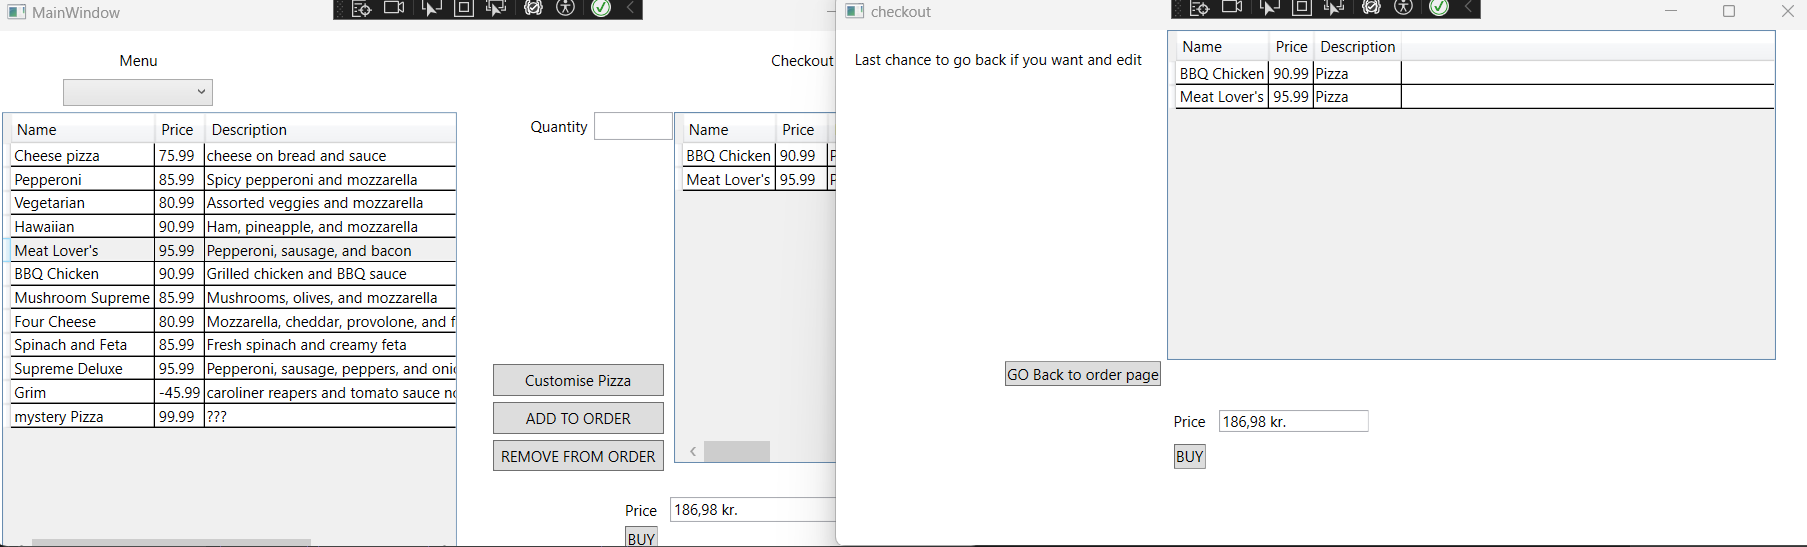 MainWindow
Menu
Checkout
Name Price Description
Cheese pizza 75.99 cheese on bread and sauce
Pepperoni 85.99 Spicy pepperoni and mozzarella
Vegetarian 80.99 Assorted veggies and mozzarella
Hawaiian 90.99 Ham, pineapple, and mozzarella
Meat Lover's 95.99 Pepperoni, sausage, and bacon
BBQ Chicken 90.99 Grilled chicken and BBQ sauce
Mushroom Supreme 85.99 Mushrooms, olives, and mozzarella
Four Cheese 80.99 Mozzarella, cheddar, provolone, and f
Spinach and Feta 85.99 Fresh spinach and creamy feta
Supreme Deluxe 95.99 Pepperoni, sausage, peppers, and
Grim -45.99 caroliner reapers and tomato sauce
mystery Pizza 99.99 ???
Quantity
Customise Pizza
ADD TO ORDER
REMOVE FROM ORDER
Name Price
BBQ Chicken 90.99 P
Meat Lover's 95.99 P
Price 186,98 kr.
BUY
checkout
Last chance to go back if you want and edit
Name Price Description
BBQ Chicken 90.99 Pizza
Meat Lover's 95.99 Pizza
GO Back to order page
Price 186,98 kr.
BUY